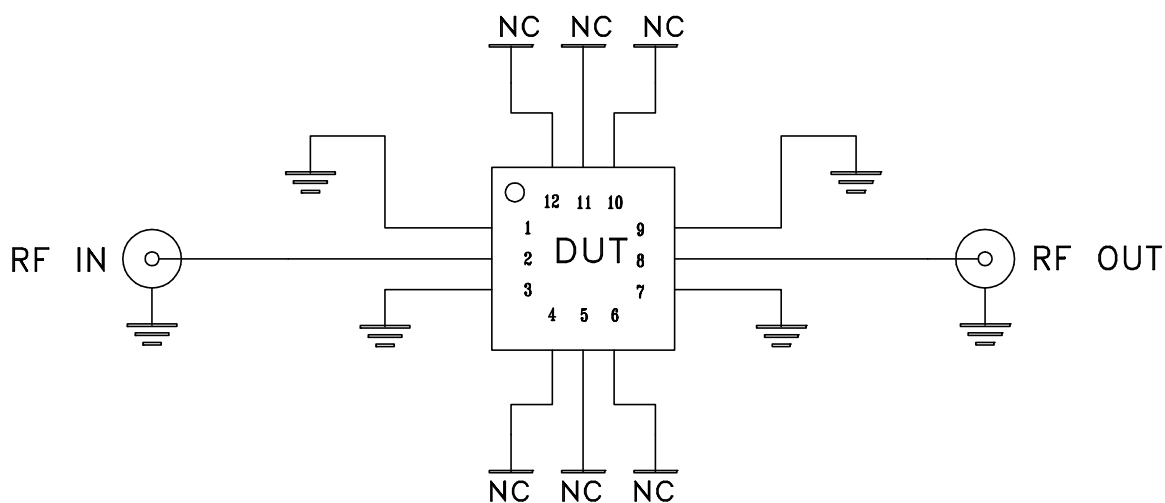 NC NC NC
12 11 10
1 9
DUT
RF IN 2 8 RF OUT
3 7
4 5 6
NC NC NC